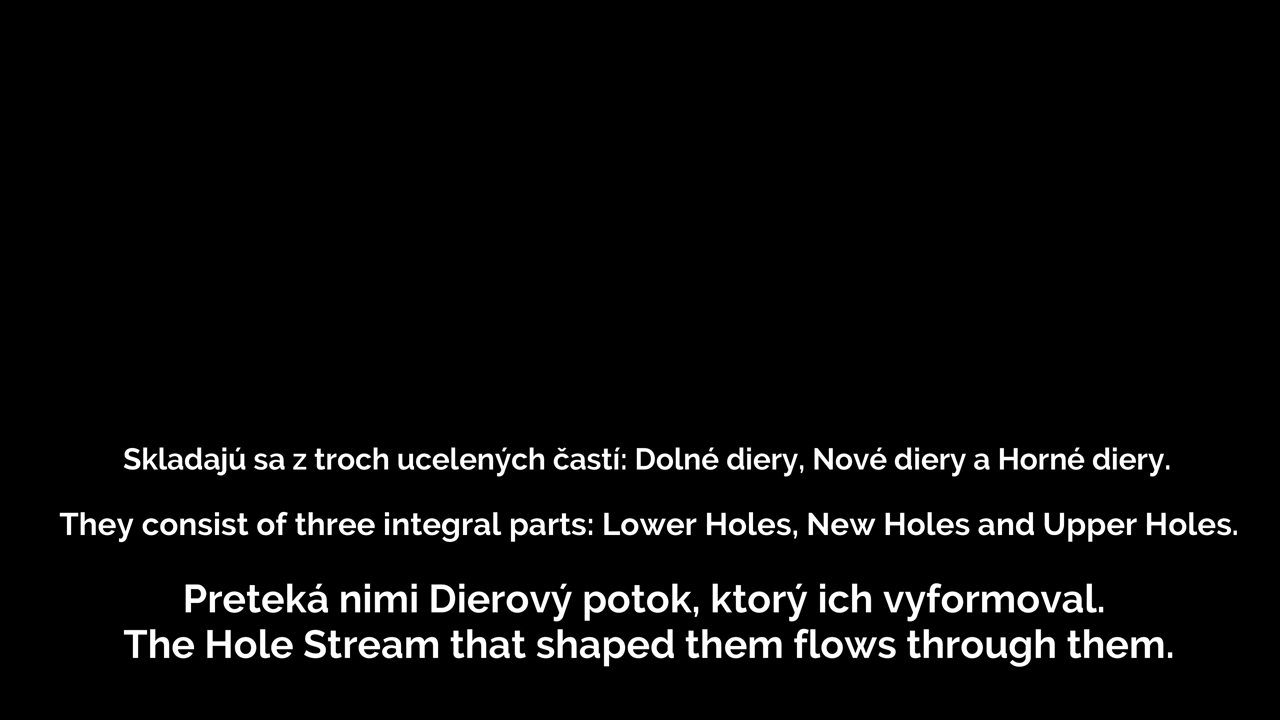 Skladajú sa z troch ucelených častí: Dolné diery, Nové diery a Horné diery.
They consist of three integral parts: Lower Holes, New Holes and Upper Holes.
Preteká nimi Dierový potok, ktorý ich vyformoval.
The Hole Stream that shaped them flows through them.